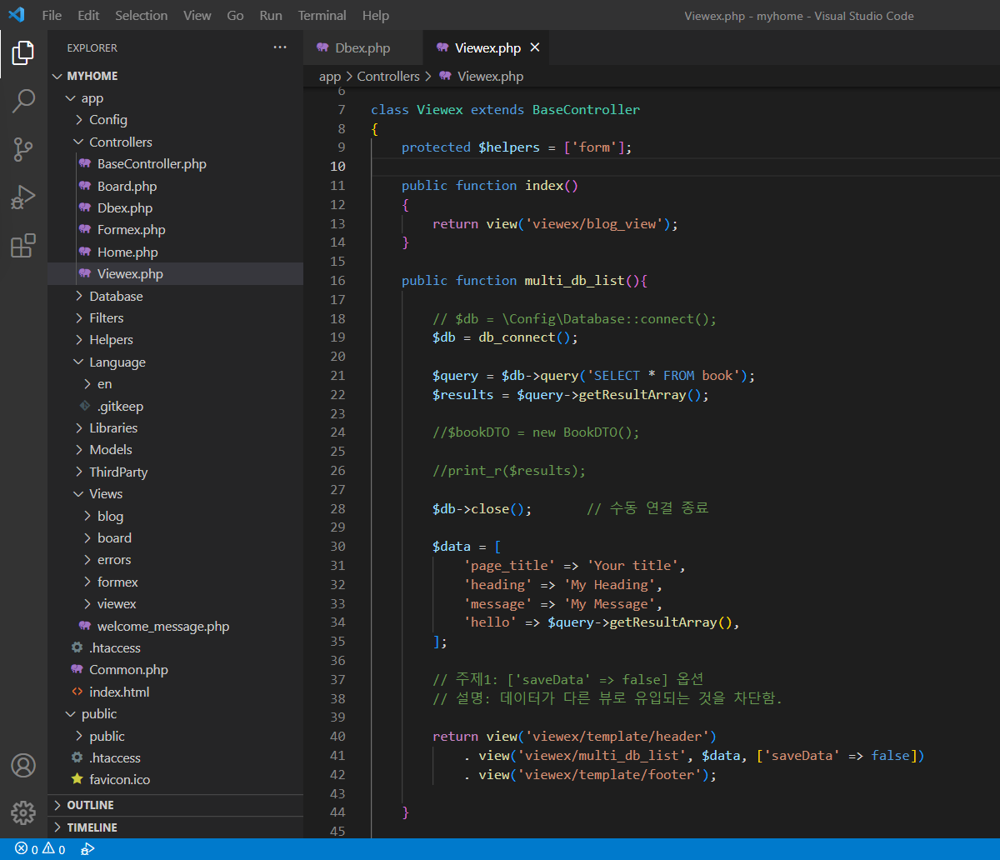 File Edit Selection View Go Run Terminal Help Viewex.php - myhome - Visual Studio Code
EXPLORER ...
MYHOME
app
Config
Controllers
BaseController.php
Board.php
Dbex.php
Formex.php
Home.php
Viewex.php
Database
Filters
Helpers
Language
en
.gitkeep
Libraries
Models
ThirdParty
Views
blog
board
errors
formex
viewex
welcome_message.php
.htaccess
Common.php
index.html
public
public
.htaccess
favicon.ico
OUTLINE
TIMELINE
Dbex.php Viewex.php
app > Controllers > Viewex.php
6
7 class Viewex extends BaseController
8 {
9 protected $helpers = ['form'];
10
11 public function index()
12 {
13 return view('viewex/blog_view');
14 }
15
16 public function multi_db_list(){
17
18 // $db = \Config\Database::connect();
19 $db = db_connect();
20
21 $query = $db->query('SELECT * FROM book');
22 $results = $query->getResultArray();
23
24 //$bookDTO = new BookDTO();
25
26 //print_r($results);
27
28 $db->close(); // 수동 연결 종료
29
30 $data = [
31 'page_title' => 'Your title',
32 'heading' => 'My Heading',
33 'message' => 'My Message',
34 'hello' => $query->getResultArray(),
35 ];
36
37 // 주제1: ['saveData' => false] 옵션
38 // 설명: 데이터가 다른 뷰로 유입되는 것을 차단함.
39
40 return view('viewex/template/header')
41 . view('viewex/multi_db_list', $data, ['saveData' => false])
42 . view('viewex/template/footer');
43
44 }
45
0 0